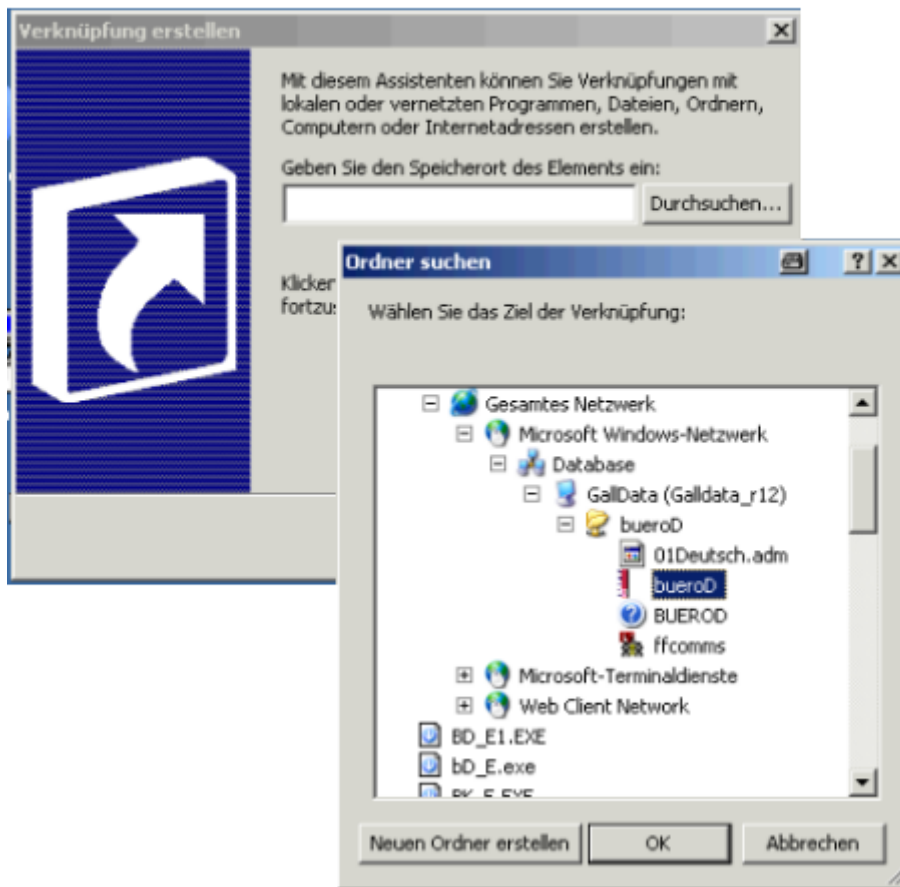 Verknüpfung erstellen
Mit diesem Assistenten können Sie Verknüpfungen mit
lokalen oder vernetzten Programmen, Dateien, Ordnern,
Computern oder Internetadressen erstellen.
Geben Sie den Speicherort des Elements ein:
Durchsuchen...
Ordner suchen
Wählen Sie das Ziel der Verknüpfung:
Gesamtes Netzwerk
Microsoft Windows-Netzwerk
Database
GallData (Galldata_r12)
bueroD
01Deutsch.adm
bueroD
BUEROD
ffcomms
Microsoft-Terminaldienste
Web Client Network
BD_E1.EXE
bD_E.exe
Neuen Ordner erstellen
OK
Abbrechen